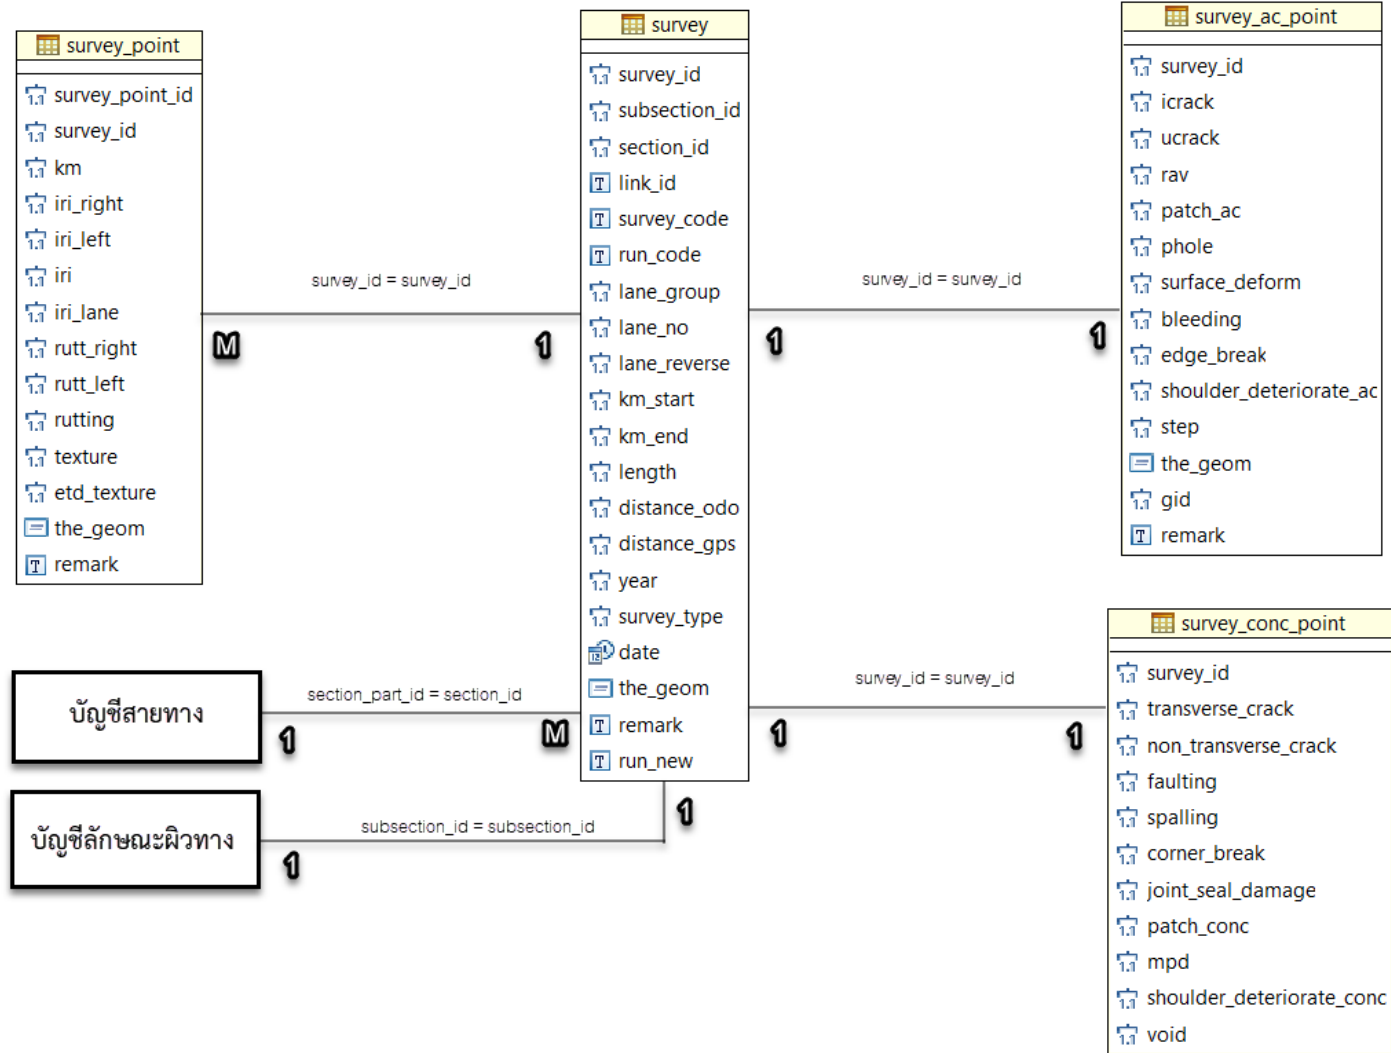 survey_point
survey_point_id
survey_id
km
iri_right
iri_left
iri
iri_lane
rutt_right
rutt_left
rutting
texture
etd_texture
the_geom
remark
survey_id = survey_id
M
1
survey
survey_id
subsection_id
section_id
link_id
survey_code
run_code
lane_group
lane_no
lane_reverse
km_start
km_end
length
distance_odo
distance_gps
year
survey_type
date
the_geom
remark
run_new
survey_id = survey_id
1
1
survey_ac_point
survey_id
icrack
ucrack
rav
patch_ac
phole
surface_deform
bleeding
edge_break
shoulder_deteriorate_ac
step
the_geom
gid
remark
บัญชีสายทาง
section_part_id = section_id
1
M
บัญชีลักษณะผิวทาง
subsection_id = subsection_id
1
1
survey_id = survey_id
1
1
survey_conc_point
survey_id
transverse_crack
non_transverse_crack
faulting
spalling
corner_break
joint_seal_damage
patch_conc
mpd
shoulder_deteriorate_conc
void